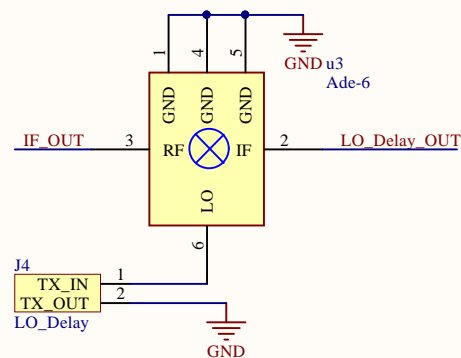 1
4
5
GND
u3
Ade-6
GND
GND
GND
IF_OUT
3
RF
IF
2
LO_Delay_OUT
LO
6
J4
TX_IN
1
TX_OUT
2
LO_Delay
GND